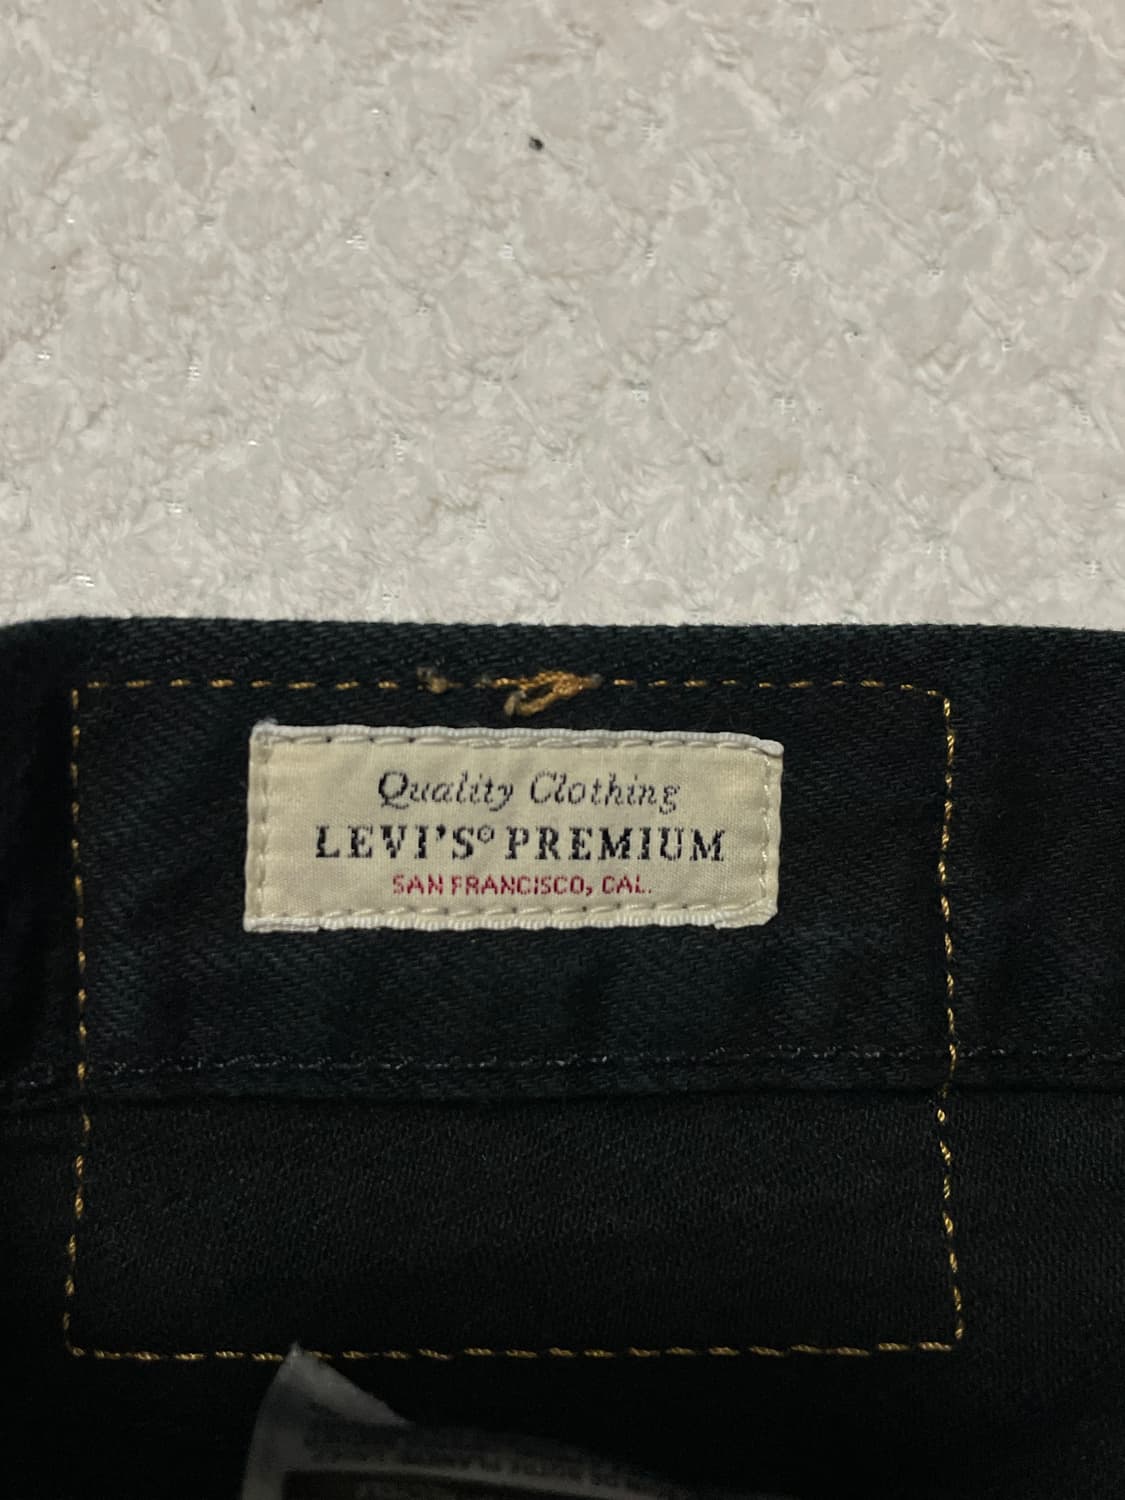 Quality Clothing
LEVI'S® PREMIUM
SAN FRANCISCO, CAL.